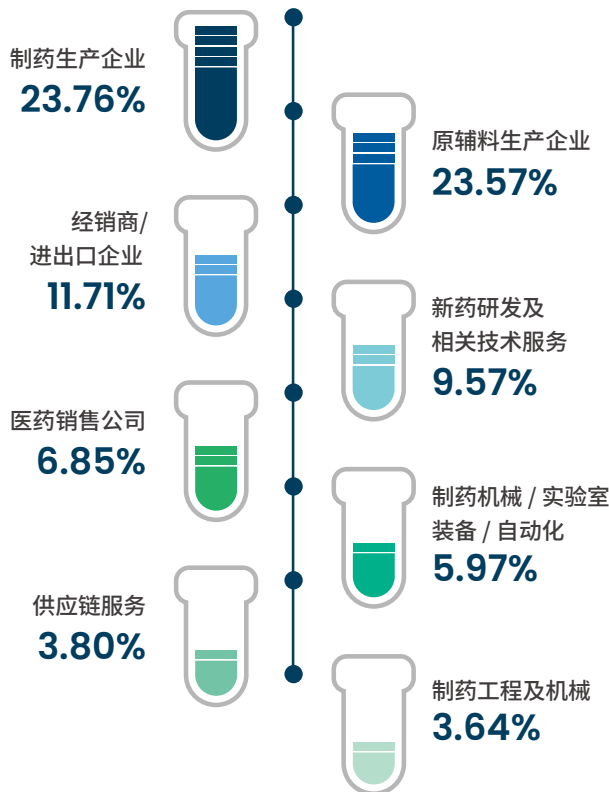 制药生产企业
23.76%
原辅料生产企业
23.57%
经销商/
进出口企业
11.71%
新药研发及
相关技术服务
9.57%
医药销售公司
6.85%
制药机械 / 实验室
装备 / 自动化
5.97%
供应链服务
3.80%
制药工程及机械
3.64%